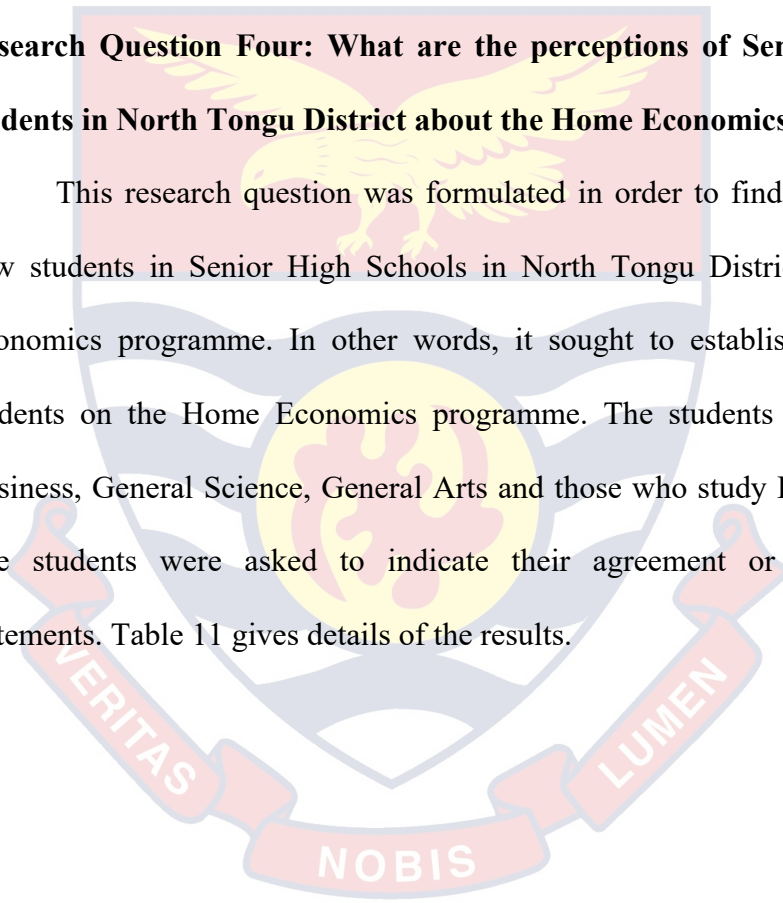 search Question Four: What are the perceptions of Sen
dents in North Tongu District about the Home Economics
This research question was formulated in order to find
w students in Senior High Schools in North Tongu Distri
onomics programme. In other words, it sought to establis
dents on the Home Economics programme. The students
siness, General Science, General Arts and those who study
e students were asked to indicate their agreement or
tements. Table 11 gives details of the results.
VERITAS
NOBIS
LUMEN